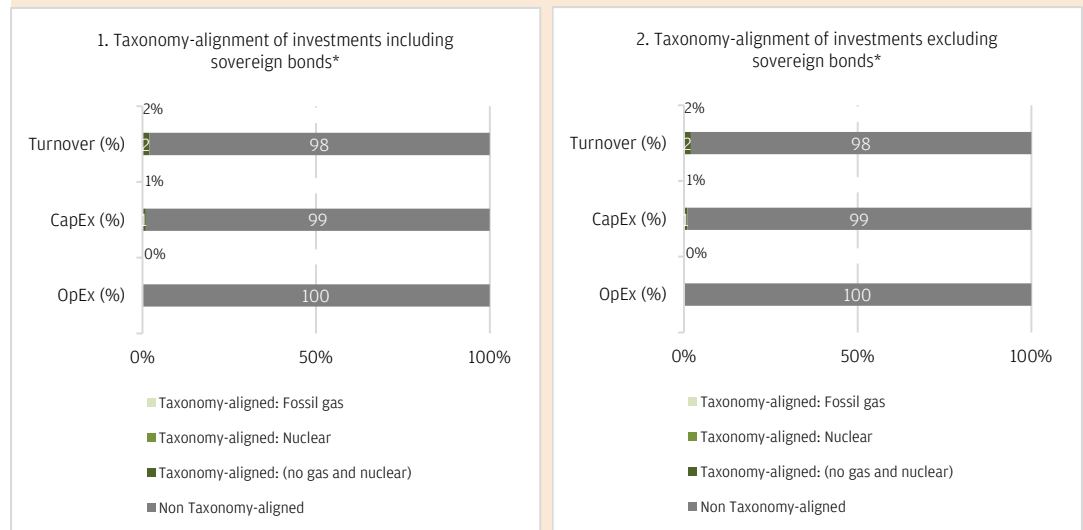 1. Taxonomy-alignment of investments including
sovereign bonds*
2%
Turnover (%)
2
98
1%
CapEx (%)
1
99
0%
OpEx (%)
100
0%
50%
100%
Taxonomy-aligned: Fossil gas
Taxonomy-aligned: Nuclear
Taxonomy-aligned: (no gas and nuclear)
Non Taxonomy-aligned
2. Taxonomy-alignment of investments excluding
sovereign bonds*
2%
Turnover (%)
2
98
1%
CapEx (%)
1
99
0%
OpEx (%)
100
0%
50%
100%
Taxonomy-aligned: Fossil gas
Taxonomy-aligned: Nuclear
Taxonomy-aligned: (no gas and nuclear)
Non Taxonomy-aligned